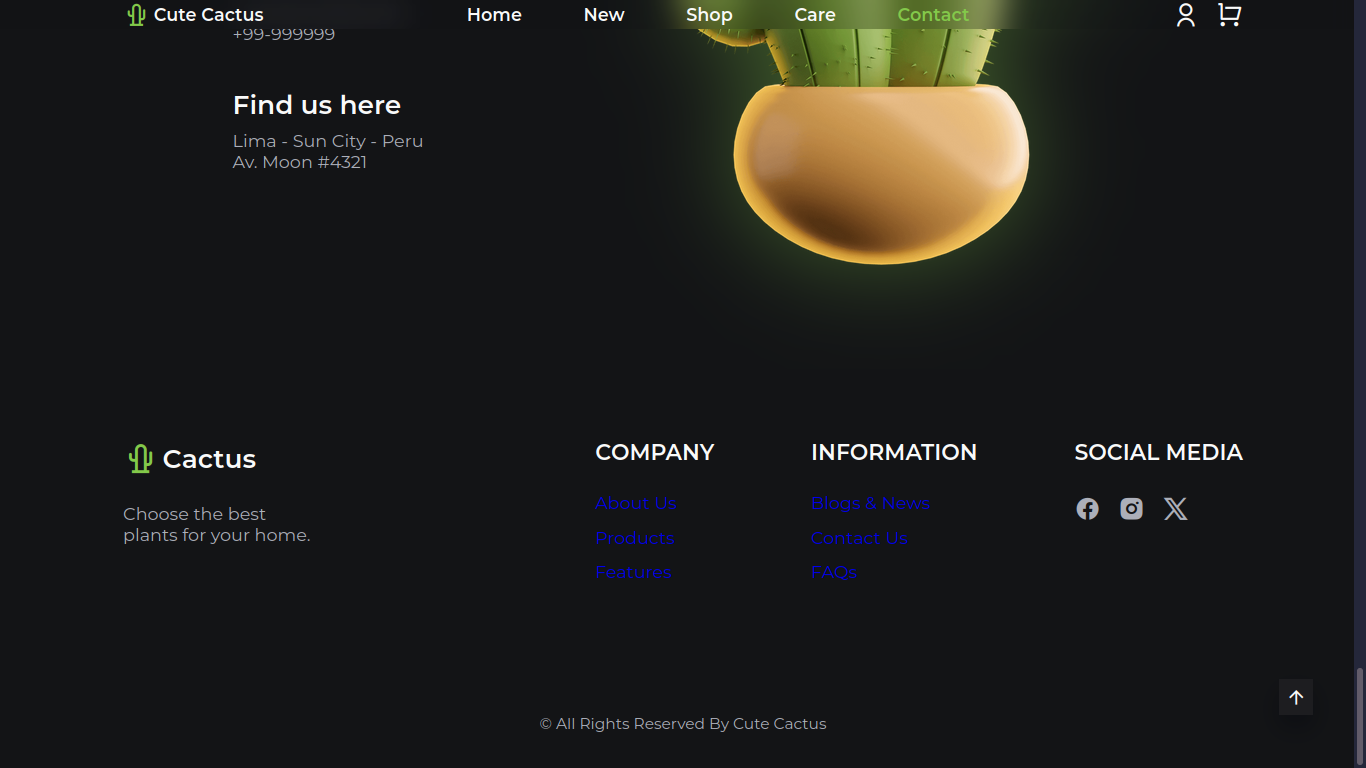 Cute Cactus
Home
New
Shop
Care
Contact
+99-999999
Find us here
Lima - Sun City - Peru
Av. Moon #4321
Cactus
Choose the best
plants for your home.
COMPANY
About Us
Products
Features
INFORMATION
Blogs & News
Contact Us
FAQs
SOCIAL MEDIA
© All Rights Reserved By Cute Cactus